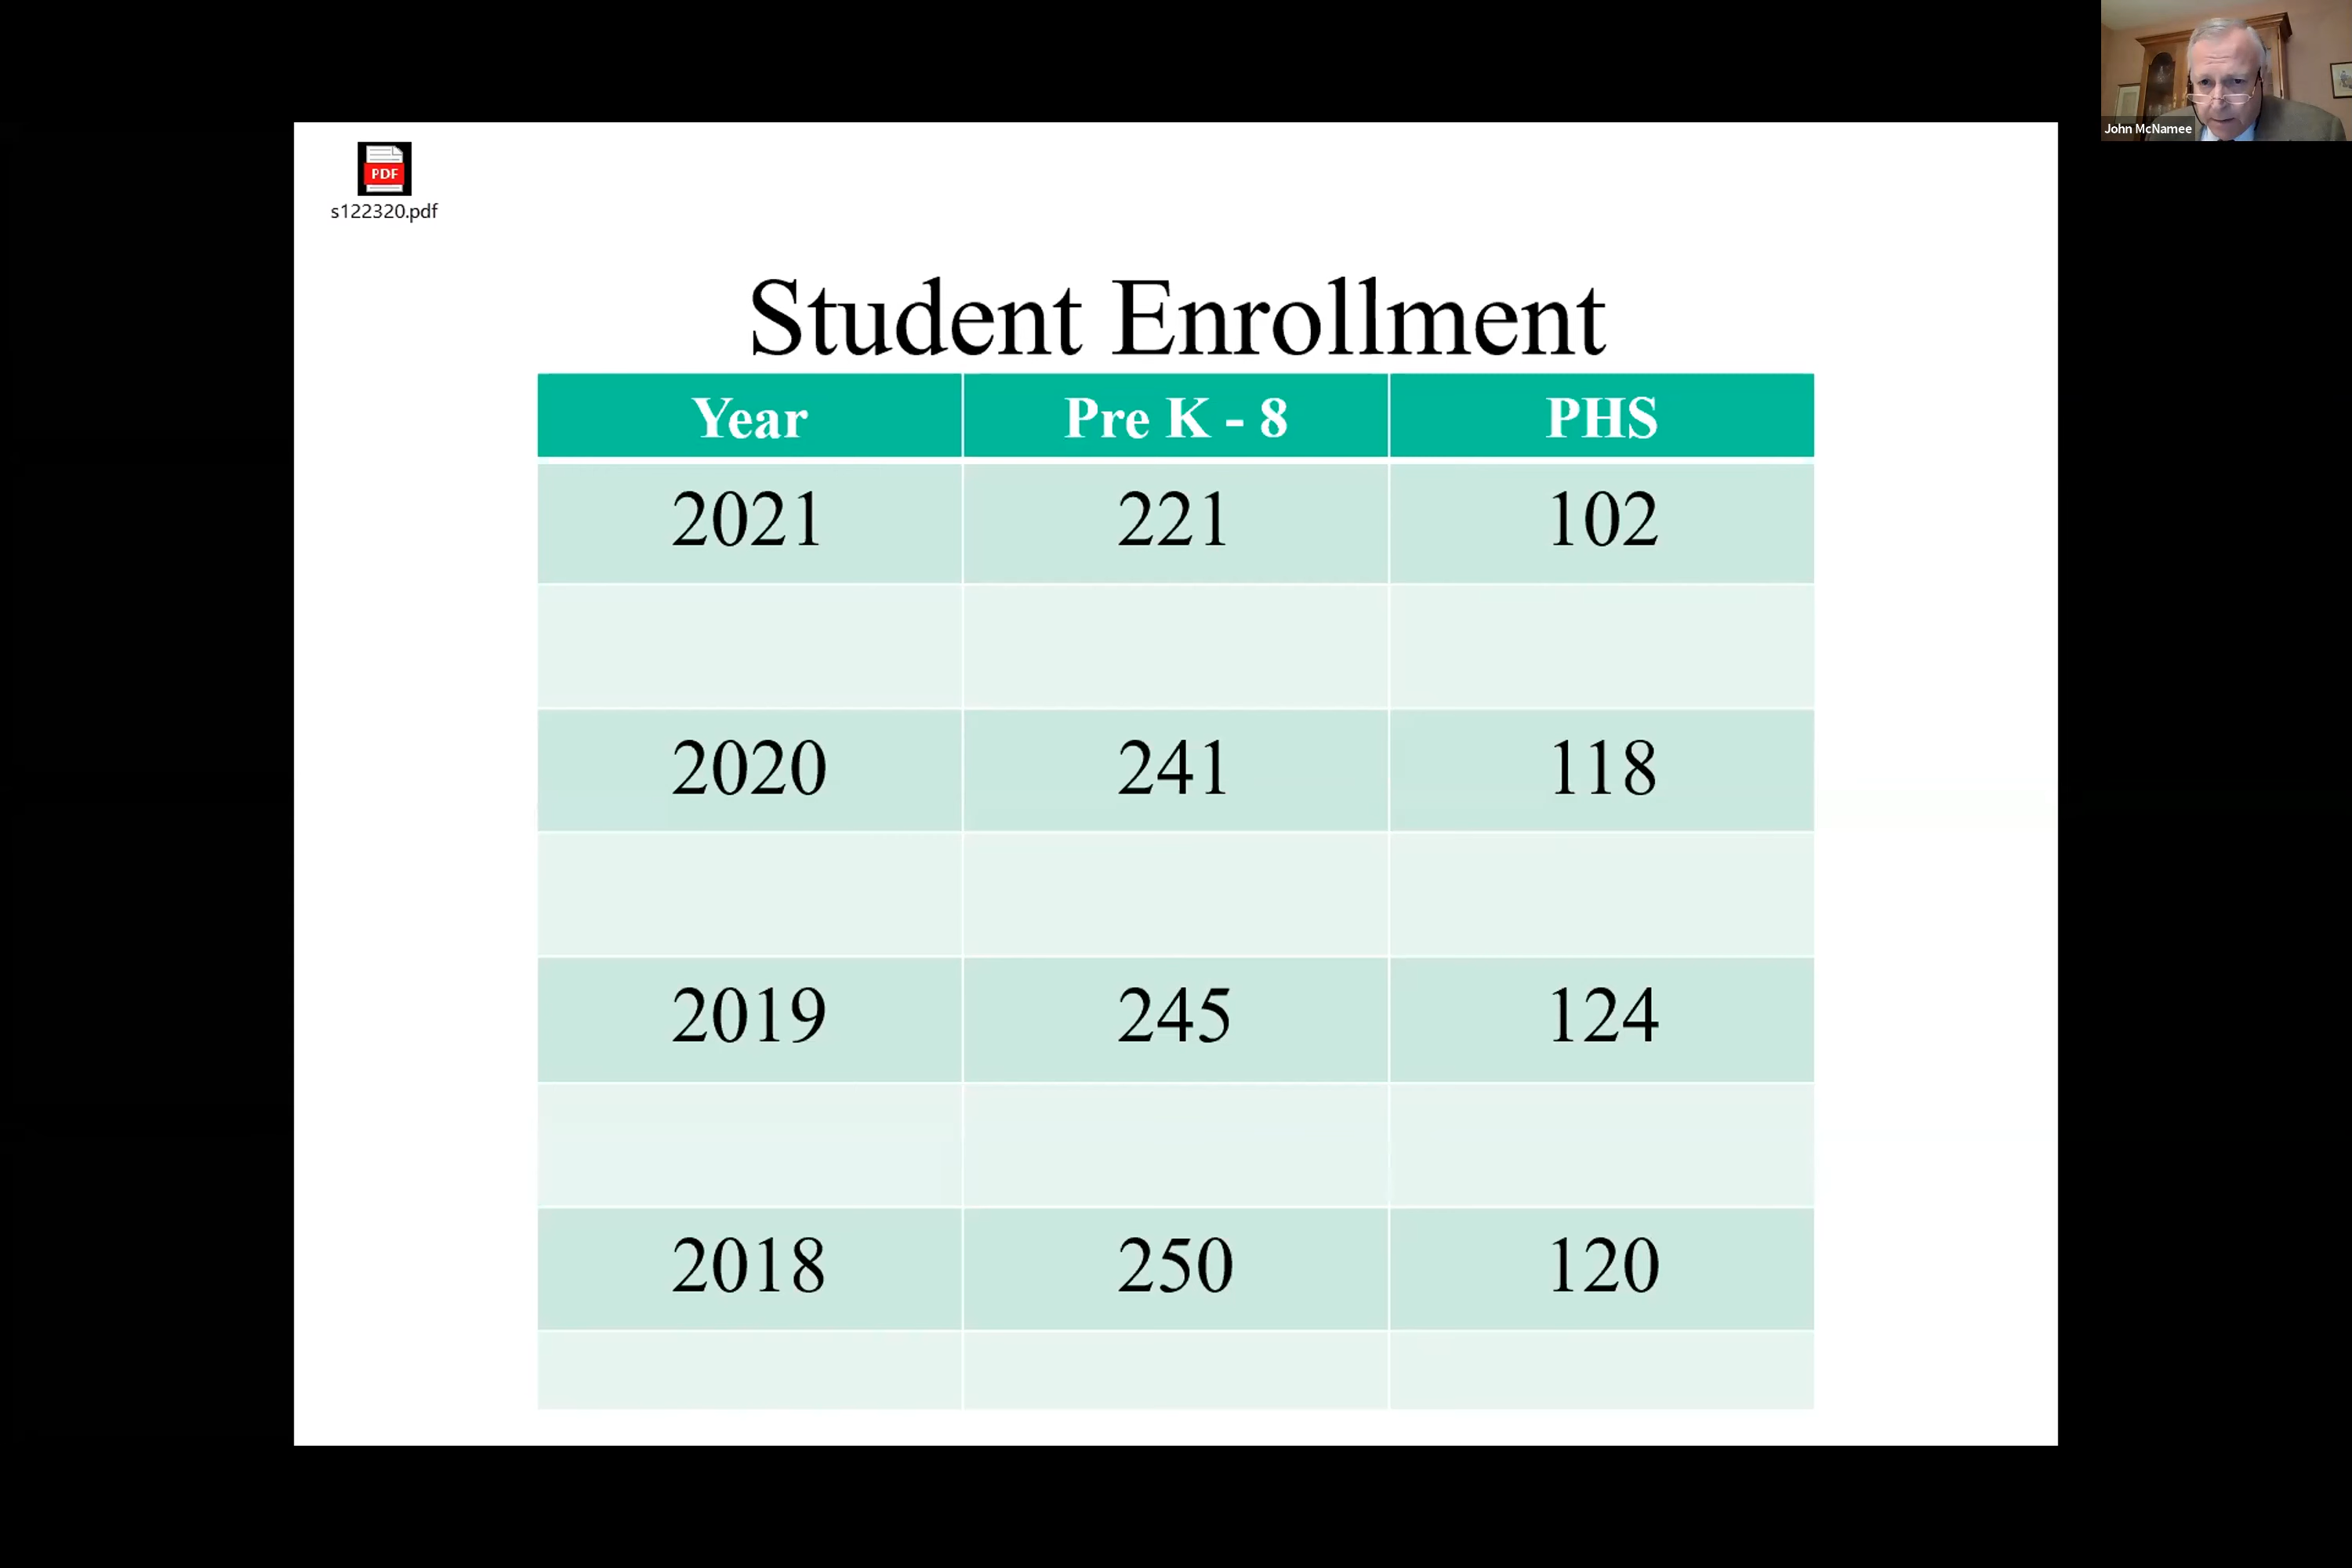 John McNamee
PDF
s122320.pdf
Student Enrollment
Year Pre K - 8 PHS
2021 221 102
2020 241 118
2019 245 124
2018 250 120